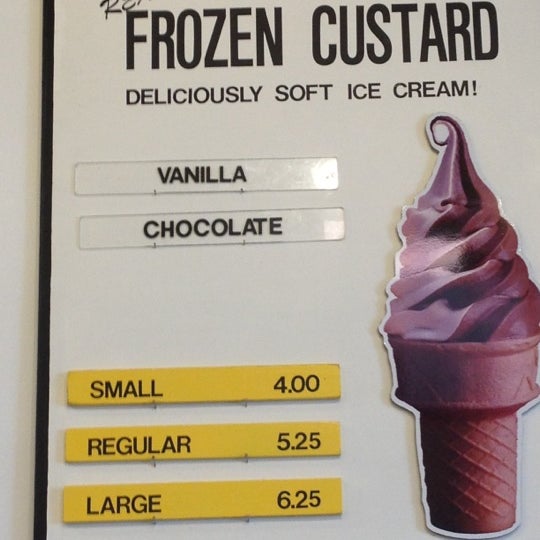 FROZEN CUSTARD
DELICIOUSLY SOFT ICE CREAM!
VANILLA
CHOCOLATE
SMALL 4.00
REGULAR 5.25
LARGE 6.25